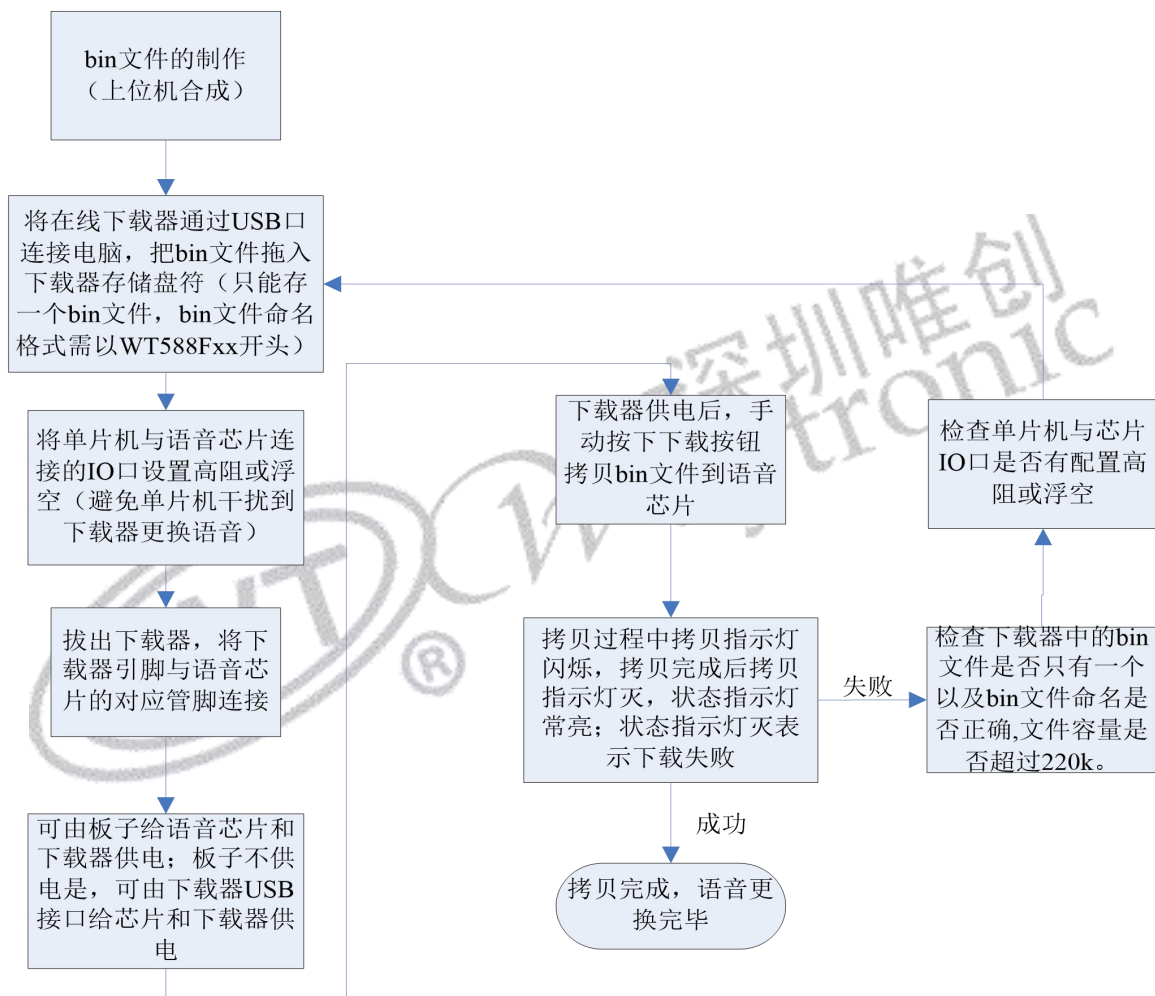 bin文件的制作
（上位机合成）
将在线下载器通过USB口
连接电脑，把bin文件拖入
下载器存储盘符（只能存
一个bin文件，bin文件命名
格式需以WT588Fxx开头）
将单片机与语音芯片连
接的IO口设置高阻或浮
空（避免单片机干扰到
下载器更换语音）
拔出下载器，将下
载器引脚与语音芯
片的对应管脚连接
可由板子给语音芯片和
下载器供电；板子不供
电是，可由下载器USB
接口给芯片和下载器供
电
下载器供电后，手
动按下下载按钮
拷贝bin文件到语音
芯片
拷贝过程中拷贝指示灯
闪烁，拷贝完成后拷贝
指示灯灭，状态指示灯
常亮；状态指示灯灭表
示下载失败
失败
成功
拷贝完成，语音更
换完毕
检查下载器中的bin
文件是否只有一个
以及bin文件命名是
否正确,文件容量是
否超过220k。
检查单片机与芯片
IO口是否有配置高
阻或浮空
深圳唯创
®